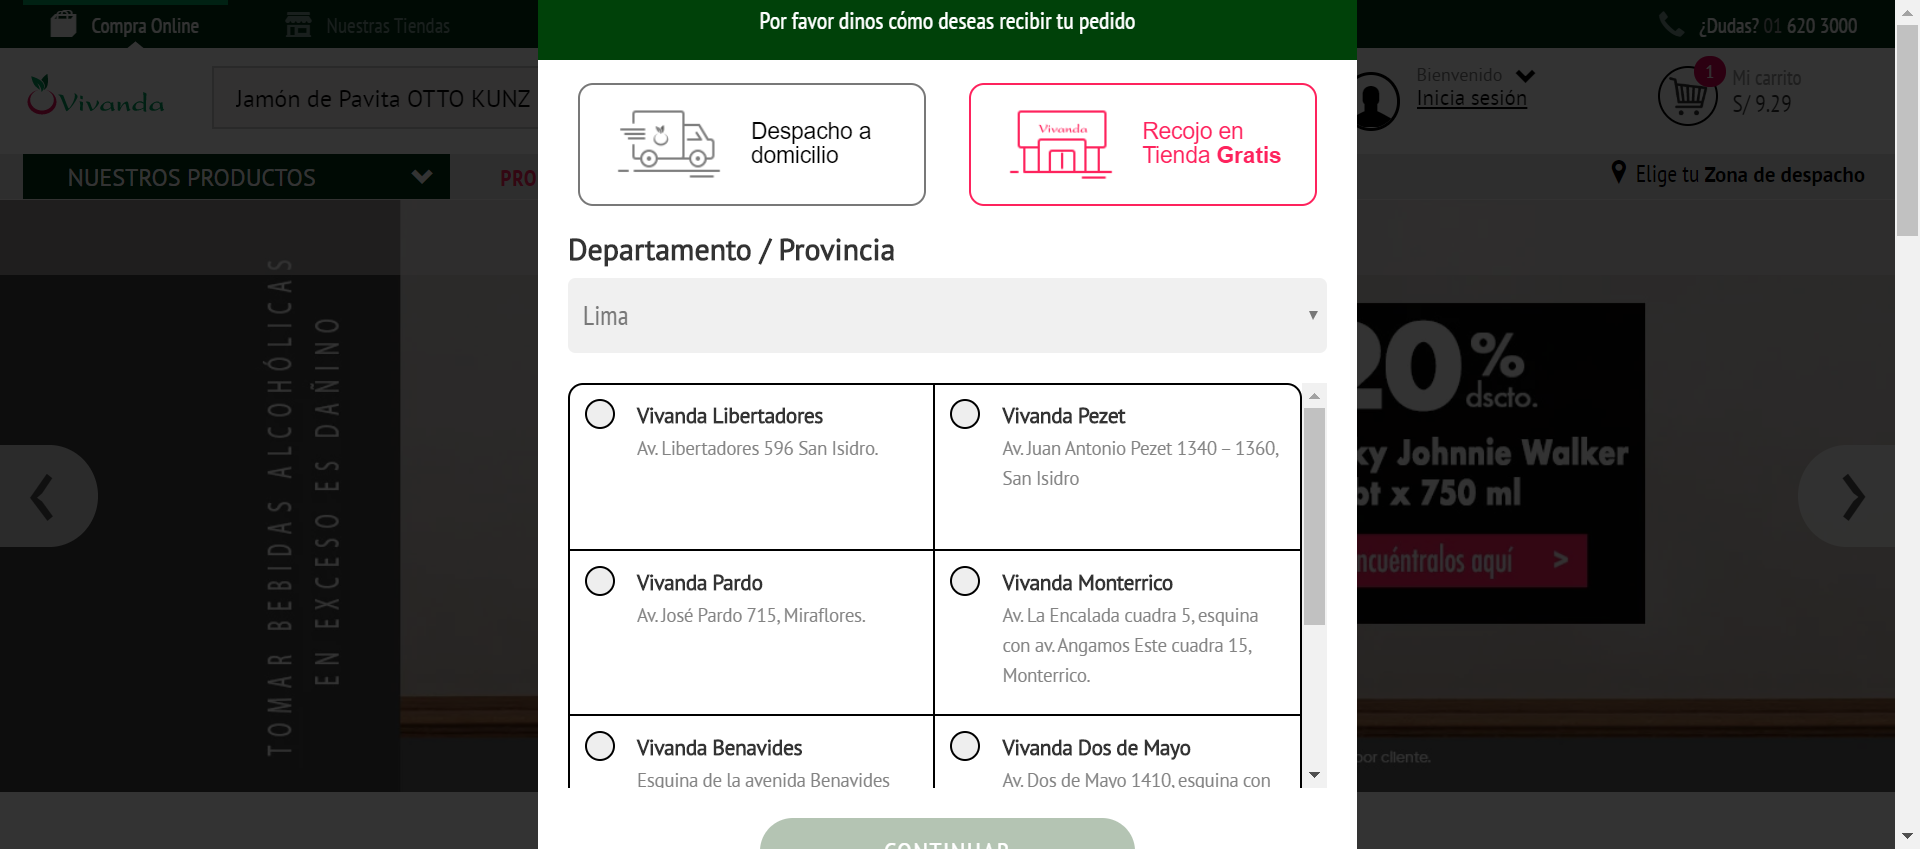 Compra Online
Nuestras Tiendas
Por favor dinos cómo deseas recibir tu pedido
¿Dudas? 01 620 3000
Vivanda
Jamón de Pavita OTTO KUNZ
Despacho a
domicilio
Vivanda
Recojo en
Tienda Gratis
Bienvenido
Inicia sesión
1
Mi carrito
S/ 9.29
NUESTROS PRODUCTOS
PRO
Elige tu Zona de despacho
Departamento / Provincia
Lima
TOMAR BEBIDAS ALCOHÓLICAS
EN EXCESO ES DAÑINO
Vivanda Libertadores
Av. Libertadores 596 San Isidro.
Vivanda Pezet
Av. Juan Antonio Pezet 1340 – 1360,
San Isidro
Vivanda Pardo
Av. José Pardo 715, Miraflores.
Vivanda Monterrico
Av. La Encalada cuadra 5, esquina
con av. Angamos Este cuadra 15,
Monterrico.
Vivanda Benavides
Esquina de la avenida Benavides
Vivanda Dos de Mayo
Av. Dos de Mayo 1410, esquina con
20%
dscto.
ky Johnnie Walker
ot x 750 ml
ncuéntralos aquí >
por cliente.
CONTINUAR